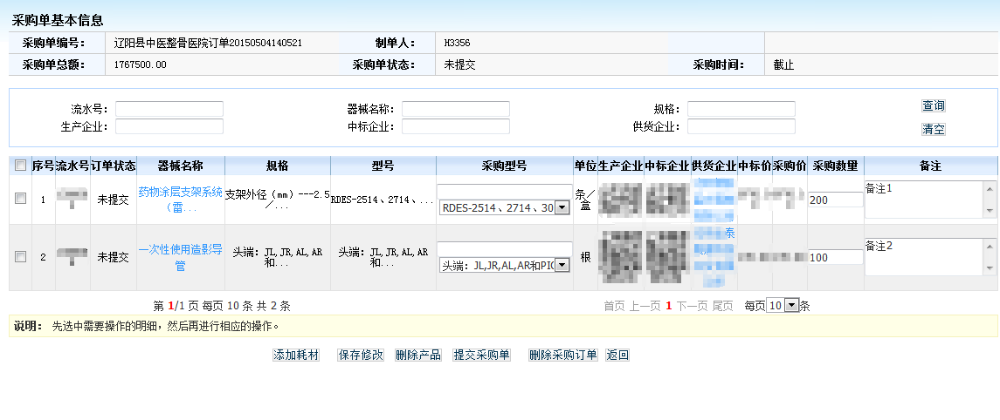 采购单基本信息
采购单编号： 辽阳县中医整骨医院订单20150504140521 制单人： H3356
采购单总额： 1767500.00 采购单状态： 未提交 采购时间： 截止
流水号： 器械名称： 规格： 查询
生产企业： 中标企业： 供货企业： 清空
序号 流水号 订单状态 器械名称 规格 型号 采购型号 单位 生产企业 中标企业 供货企业 中标价 采购价 采购数量 备注
1 未提交 药物涂层支架系统（雷... 支架外径（mm）---2.5／... RDES-2514、2714、... RDES-2514、2714、30 条／盒 200 备注1
2 未提交 一次性使用造影导管 头端：JL,JR,AL,AR和... 头端：JL,JR,AL,AR和... 头端：JL,JR,AL,AR和PIG 根 泰 100 备注2
第 1/1 页 每页 10 条 共 2 条 首页 上一页 1 下一页 尾页 每页 10 条
说明： 先选中需要操作的明细，然后再进行相应的操作。
添加耗材 保存修改 删除产品 提交采购单 删除采购订单 返回